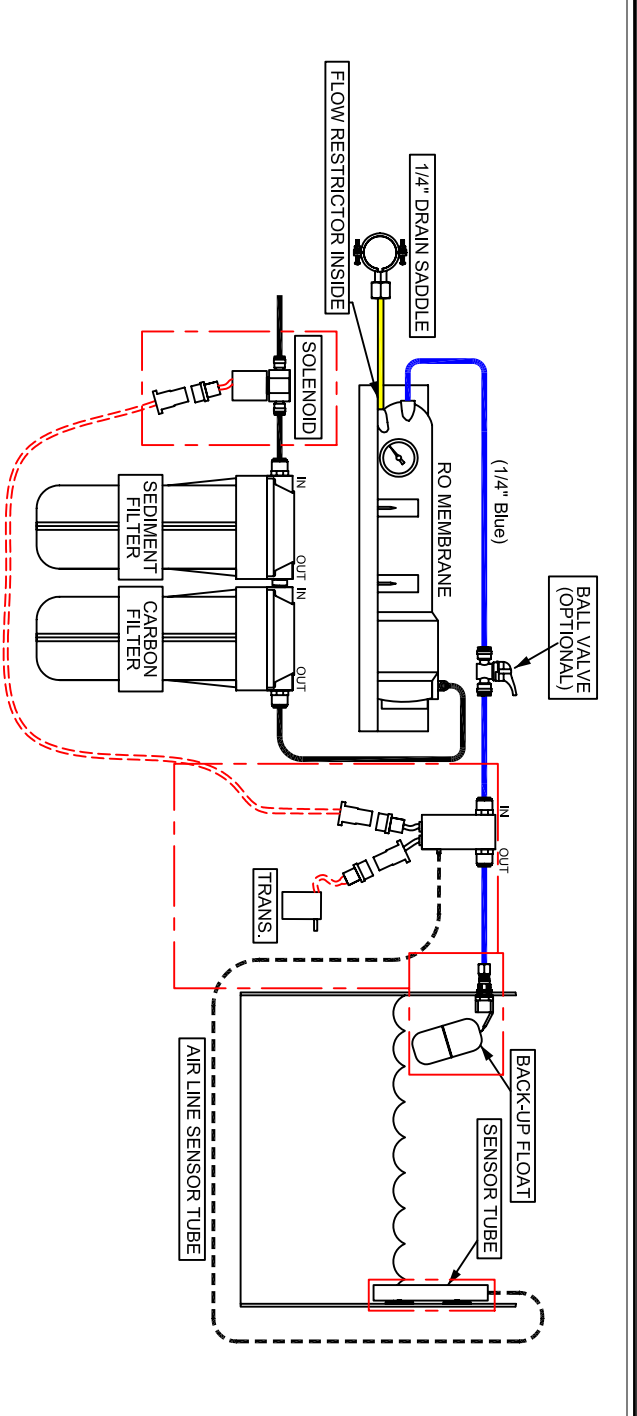 BALL VALVE
(OPTIONAL)
(1/4" Blue)
1/4" DRAIN SADDLE
FLOW RESTRICTOR INSIDE
RO MEMBRANE
IN
OUT
BACK-UP FLOAT
SENSOR TUBE
SOLENOID
IN
OUT
IN
OUT
SEDIMENT
FILTER
CARBON
FILTER
TRANS.
AIR LINE SENSOR TUBE